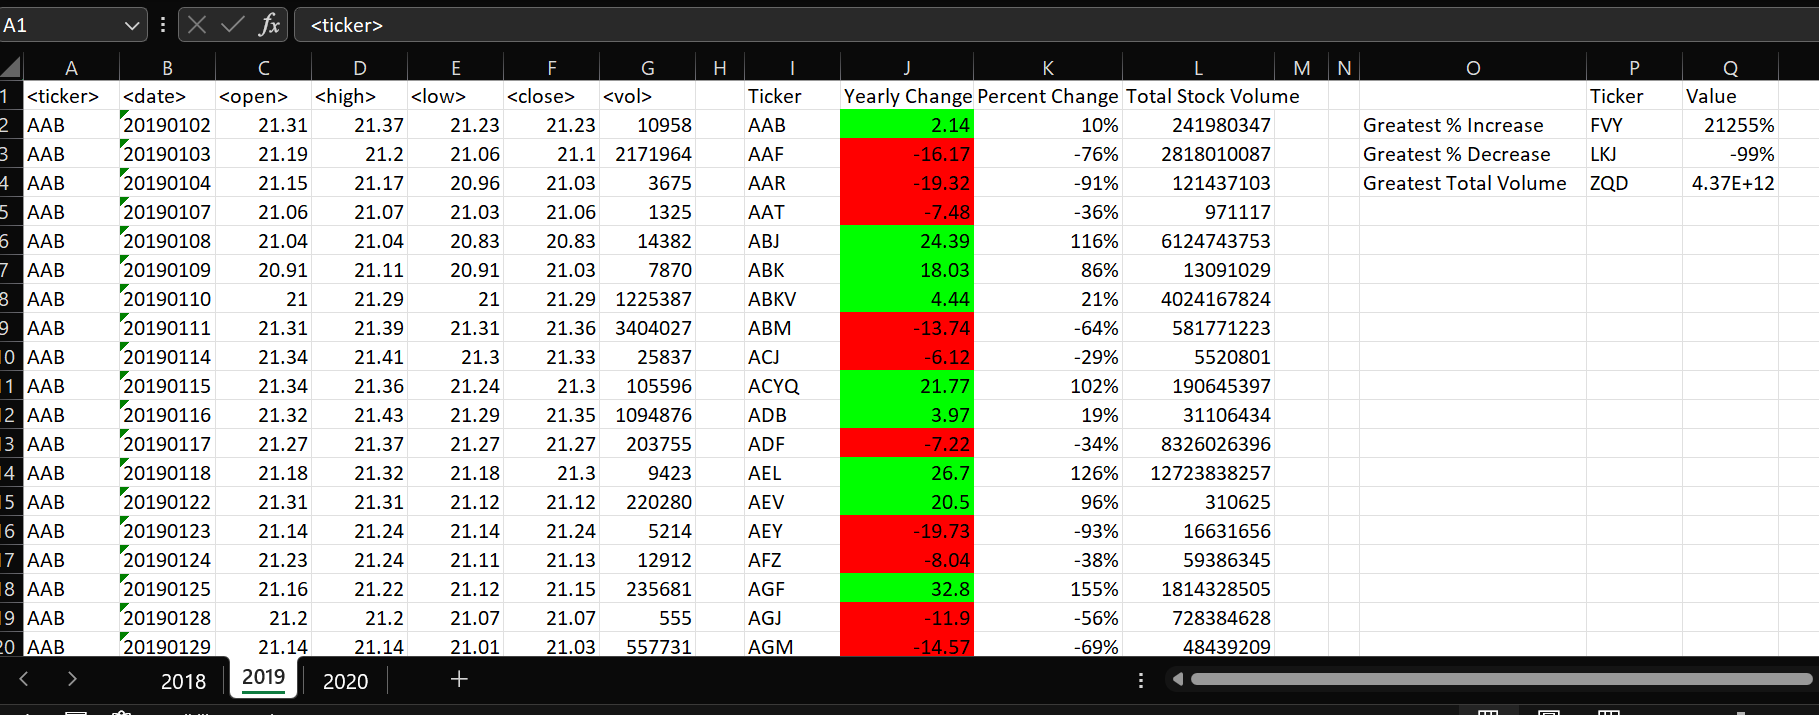 A1 fx <ticker>
A B C D E F G H I J K L M N O P Q
1 <ticker> <date> <open> <high> <low> <close> <vol> Ticker Yearly Change Percent Change Total Stock Volume Ticker Value
2 AAB 20190102 21.31 21.37 21.23 21.23 10958 AAB 2.14 10% 241980347 Greatest % Increase FVY 21255%
3 AAB 20190103 21.19 21.2 21.06 21.1 2171964 AAF -16.17 -76% 2818010087 Greatest % Decrease LKJ -99%
4 AAB 20190104 21.15 21.17 20.96 21.03 3675 AAR -19.32 -91% 121437103 Greatest Total Volume ZQD 4.37E+12
5 AAB 20190107 21.06 21.07 21.03 21.06 1325 AAT -7.48 -36% 971117
6 AAB 20190108 21.04 21.04 20.83 20.83 14382 ABJ 24.39 116% 6124743753
7 AAB 20190109 20.91 21.11 20.91 21.03 7870 ABK 18.03 86% 13091029
8 AAB 20190110 21 21.29 21 21.29 1225387 ABKV 4.44 21% 4024167824
9 AAB 20190111 21.31 21.39 21.31 21.36 3404027 ABM -13.74 -64% 581771223
10 AAB 20190114 21.34 21.41 21.3 21.33 25837 ACJ -6.12 -29% 5520801
11 AAB 20190115 21.34 21.36 21.24 21.3 105596 ACYQ 21.77 102% 190645397
12 AAB 20190116 21.32 21.43 21.29 21.35 1094876 ADB 3.97 19% 31106434
13 AAB 20190117 21.27 21.37 21.27 21.27 203755 ADF -7.22 -34% 8326026396
14 AAB 20190118 21.18 21.32 21.18 21.3 9423 AEL 26.7 126% 12723838257
15 AAB 20190122 21.31 21.31 21.12 21.12 220280 AEV 20.5 96% 310625
16 AAB 20190123 21.14 21.24 21.14 21.24 5214 AEY -19.73 -93% 16631656
17 AAB 20190124 21.23 21.24 21.11 21.13 12912 AFZ -8.04 -38% 59386345
18 AAB 20190125 21.16 21.22 21.12 21.15 235681 AGF 32.8 155% 1814328505
19 AAB 20190128 21.2 21.2 21.07 21.07 555 AGJ -11.9 -56% 728384628
20 AAB 20190129 21.14 21.14 21.01 21.03 557731 AGM -14.57 -69% 48439209
2018 2019 2020